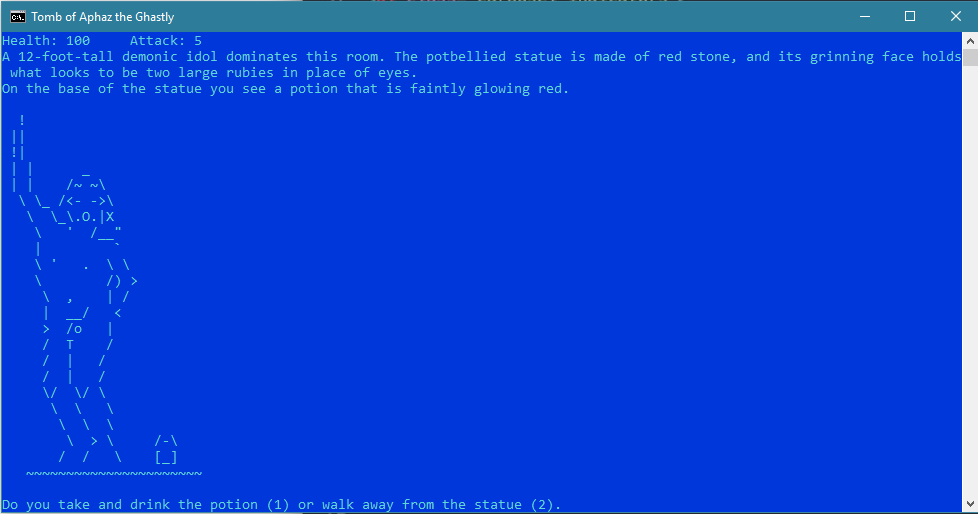 Tomb of Aphaz the Ghastly
Health: 100     Attack: 5
A 12-foot-tall demonic idol dominates this room. The potbellied statue is made of red stone, and its grinning face holds
what looks to be two large rubies in place of eyes.
On the base of the statue you see a potion that is faintly glowing red.
Do you take and drink the potion (1) or walk away from the statue (2).